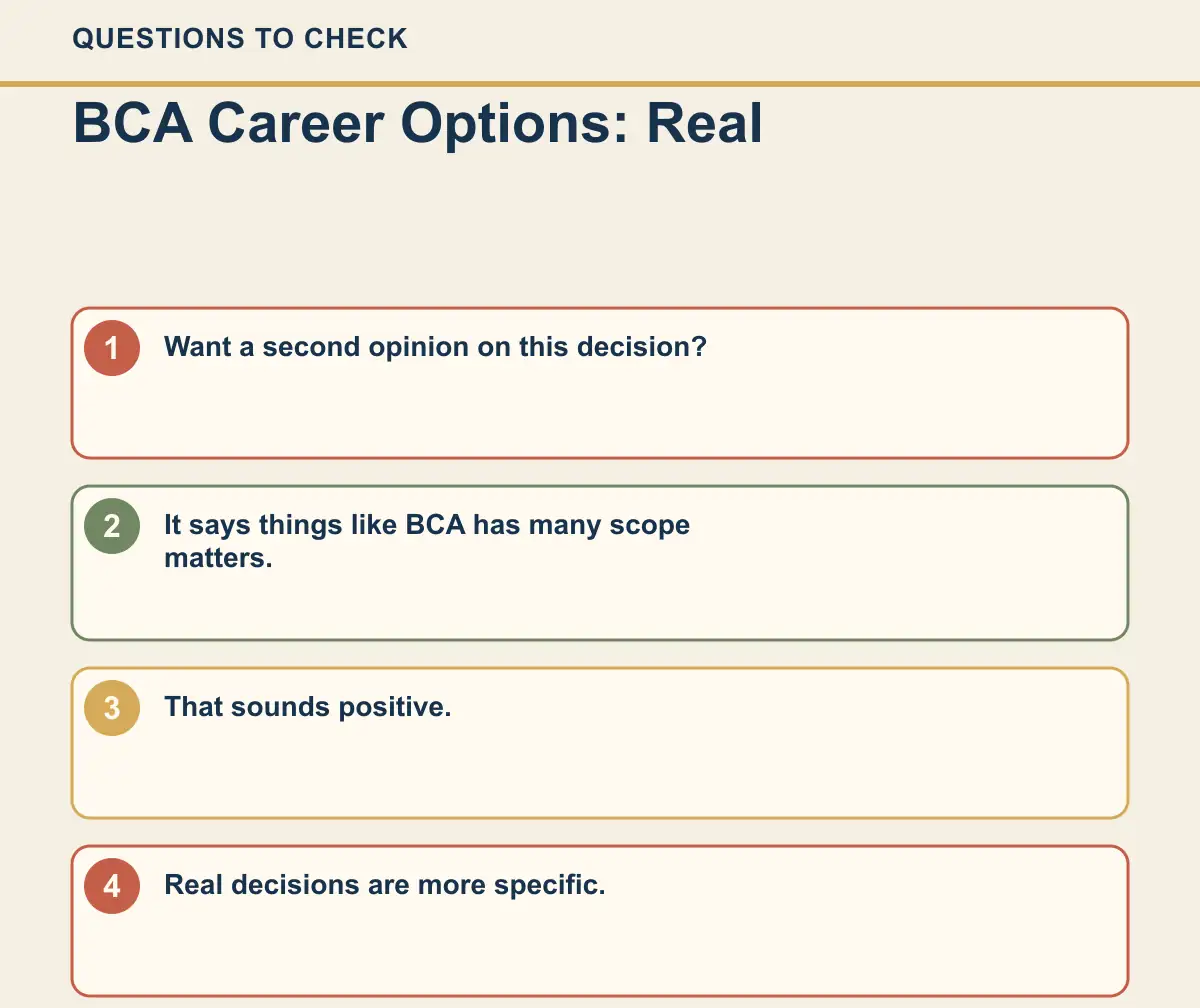 QUESTIONS TO CHECK
BCA Career Options: Real
1
Want a second opinion on this decision?
2
It says things like BCA has many scope
matters.
3
That sounds positive.
4
Real decisions are more specific.